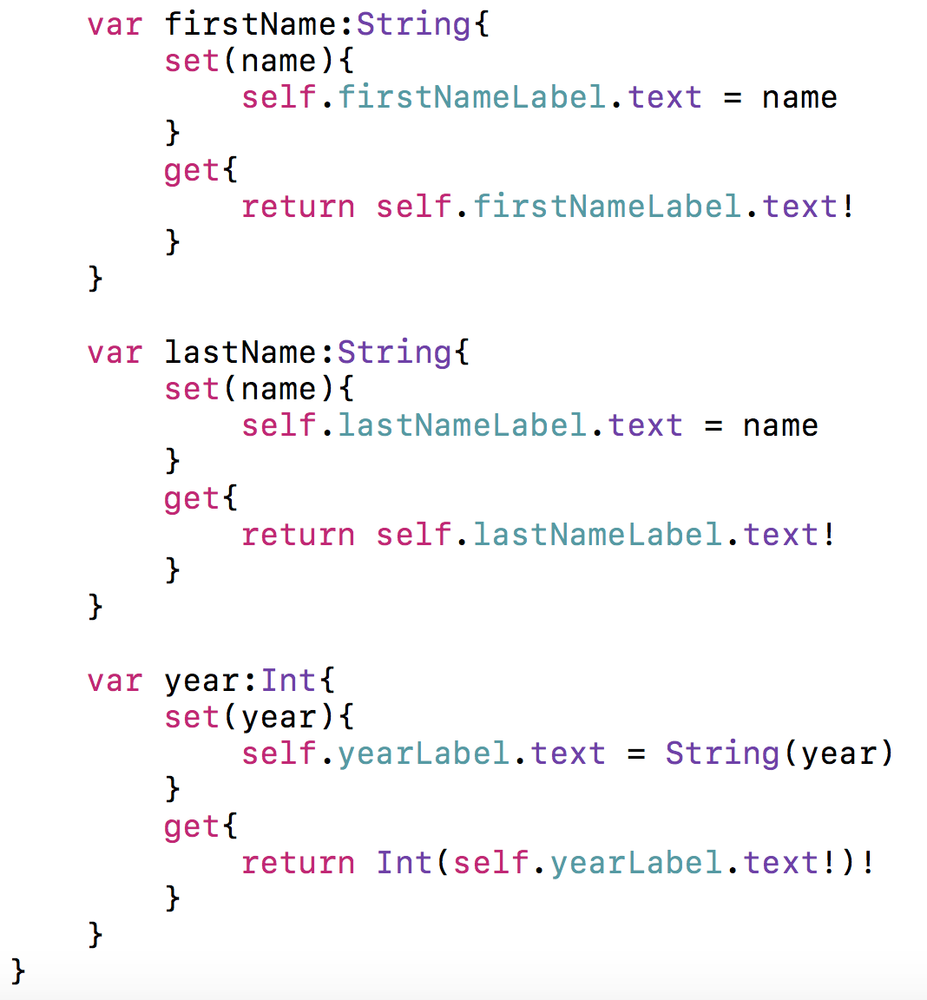 var firstName:String{
set(name){
self.firstNameLabel.text = name
}
get{
return self.firstNameLabel.text!
}
}
var lastName:String{
set(name){
self.lastNameLabel.text = name
}
get{
return self.lastNameLabel.text!
}
}
var year:Int{
set(year){
self.yearLabel.text = String(year)
}
get{
return Int(self.yearLabel.text!)!
}
}
}